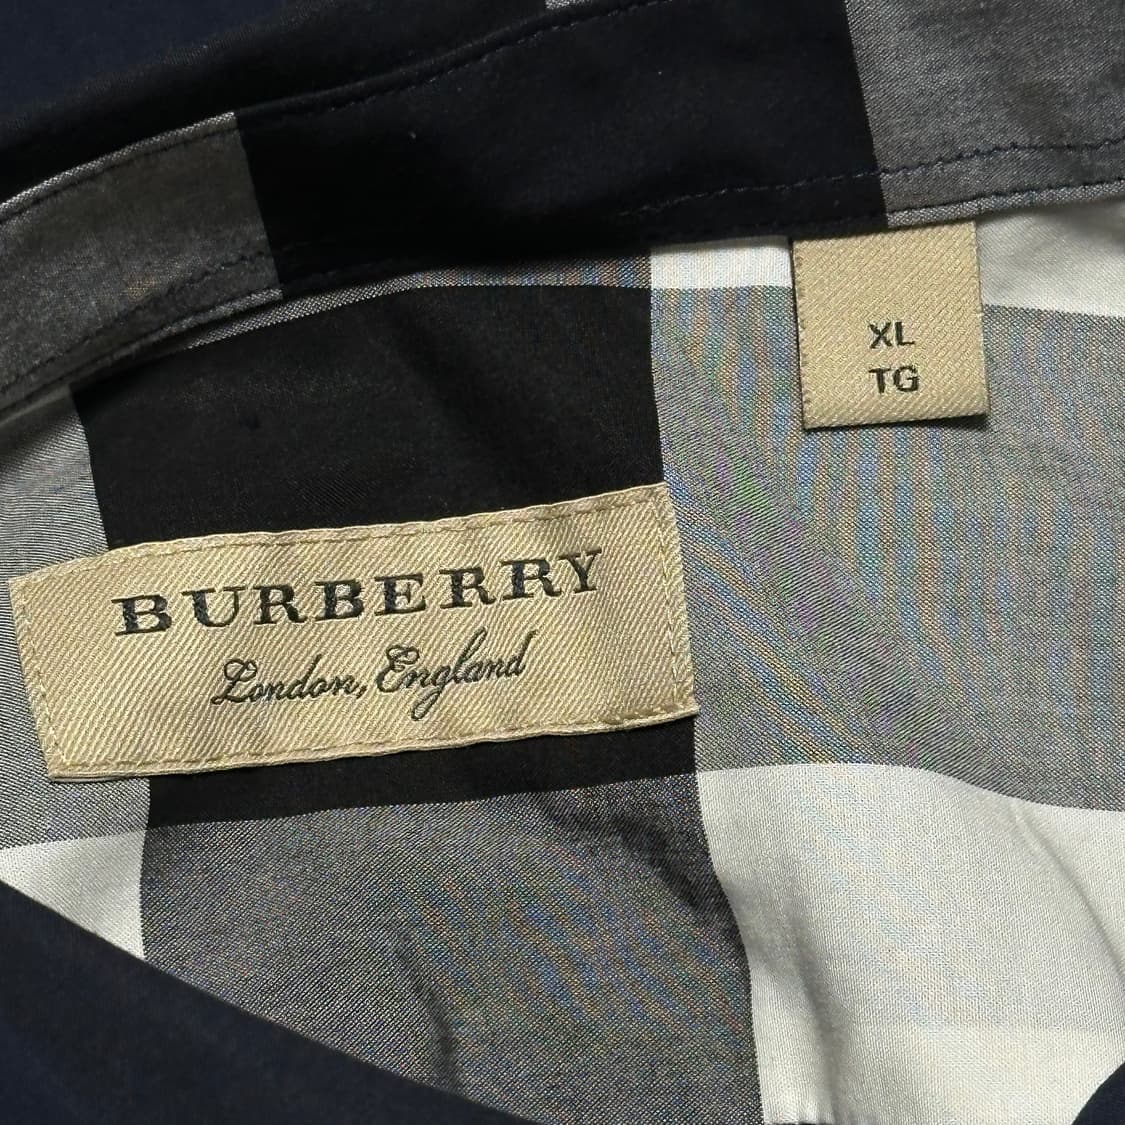 XL
TG
BURBERRY
London, England